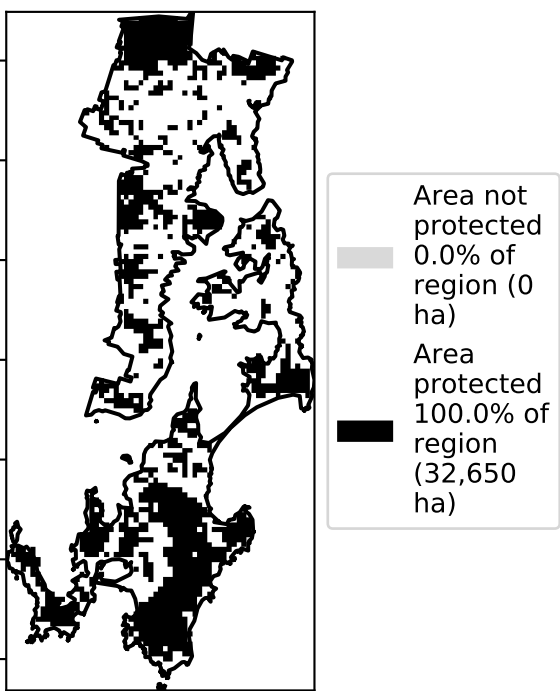 Area not
protected
0.0% of
region (0
ha)
Area
protected
100.0% of
region
(32,650
ha)